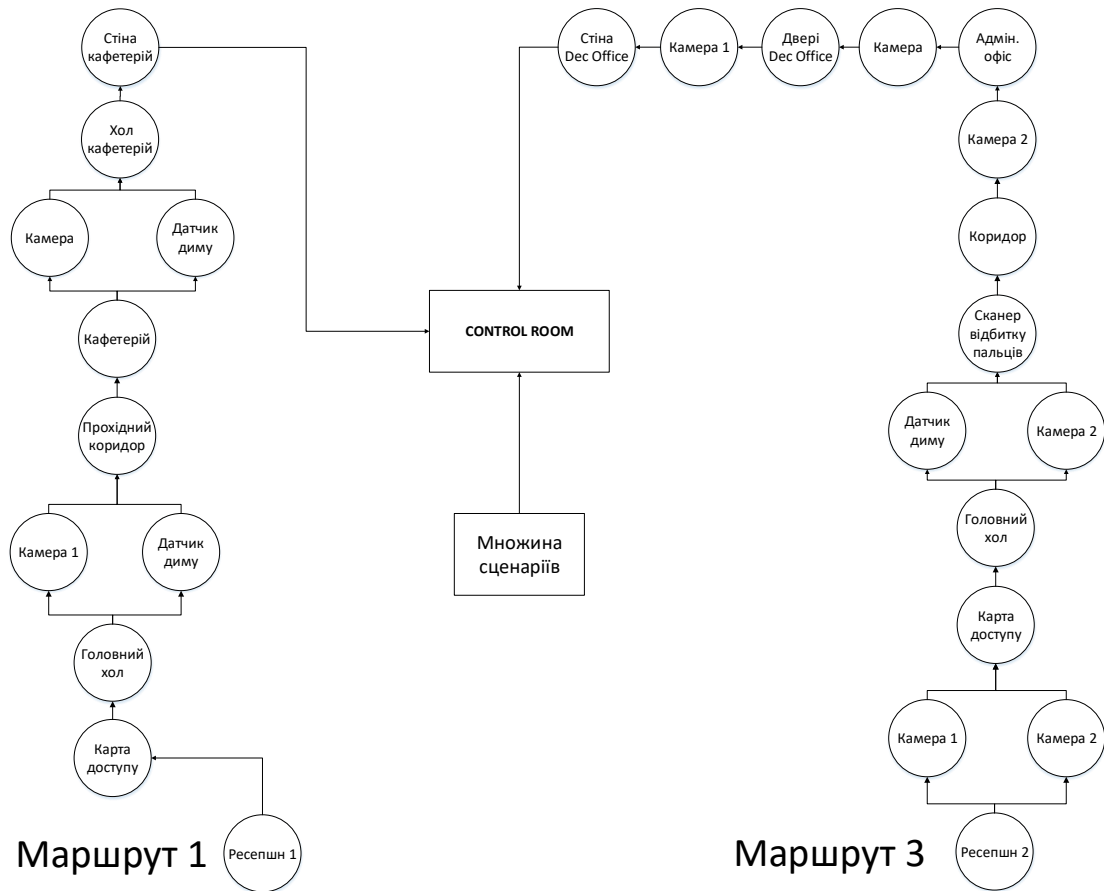 Стіна
кафетерій
Хол
кафетерій
Камера
Датчик
диму
Кафетерій
Прохідний
коридор
Камера 1
Датчик
диму
Головний
хол
Карта
доступу
Ресепшн 1
Маршрут 1
CONTROL ROOM
Множина
сценаріїв
Стіна
Dec Office
Камера 1
Двері
Dec Office
Камера
Адмін.
офіс
Камера 2
Коридор
Сканер
відбитку
пальців
Датчик
диму
Камера 2
Головний
хол
Карта
доступу
Камера 1
Камера 2
Ресепшн 2
Маршрут 3